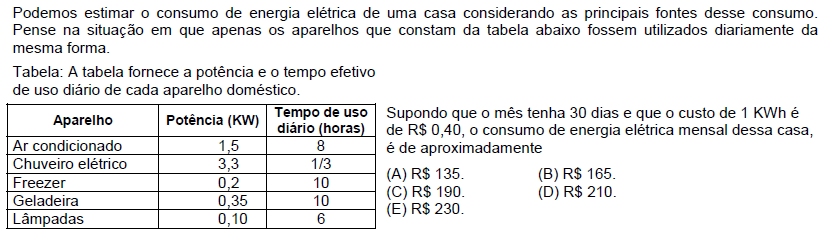 Podemos estimar o consumo de energia elétrica de uma casa considerando as principais fontes desse consumo.
Pense na situação em que apenas os aparelhos que constam da tabela abaixo fossem utilizados diariamente da
mesma forma.
Tabela: A tabela fornece a potência e o tempo efetivo
de uso diário de cada aparelho doméstico.
Aparelho Potência (KW) Tempo de uso
diário (horas)
Ar condicionado 1,5 8
Chuveiro elétrico 3,3 1/3
Freezer 0,2 10
Geladeira 0,35 10
Lâmpadas 0,10 6
Supondo que o mês tenha 30 dias e que o custo de 1 KWh é
de R$ 0,40, o consumo de energia elétrica mensal dessa casa,
é de aproximadamente
(A) R$ 135. (B) R$ 165.
(C) R$ 190. (D) R$ 210.
(E) R$ 230.